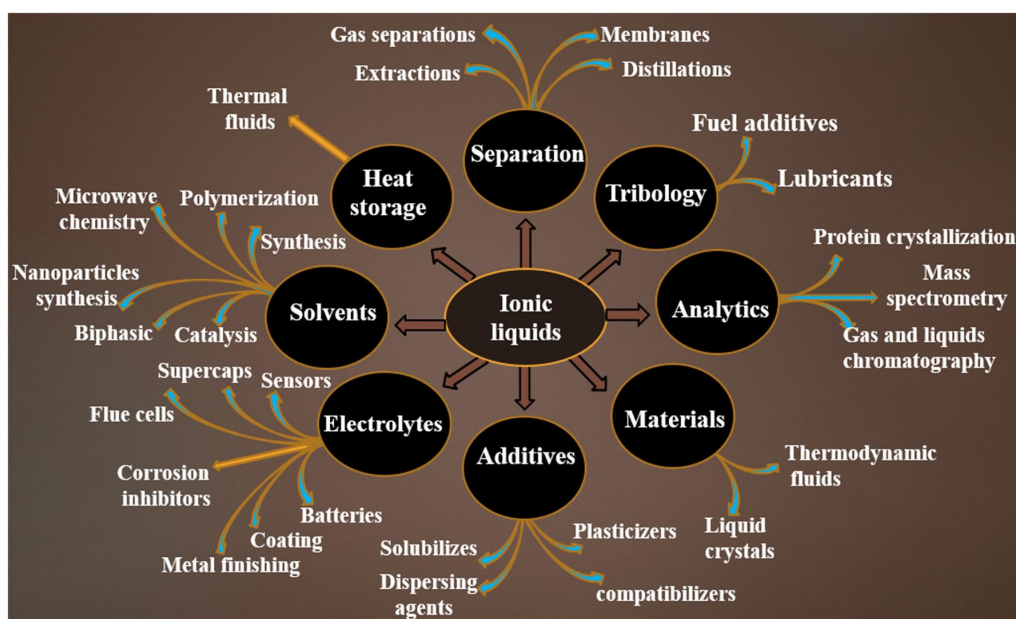 Gas separations
Membranes
Extractions
Distillations
Separation
Thermal
fluids
Heat
storage
Fuel additives
Lubricants
Tribology
Microwave
chemistry
Polymerization
Synthesis
Nanoparticles
synthesis
Biphasic
Catalysis
Solvents
Ionic
liquids
Protein crystallization
Mass
spectrometry
Gas and liquids
chromatography
Analytics
Supercaps
Sensors
Flue cells
Corrosion
inhibitors
Batteries
Coating
Metal finishing
Electrolytes
Additives
Solubilizes
Dispersing
agents
Plasticizers
compatibilizers
Materials
Thermodynamic
fluids
Liquid
crystals